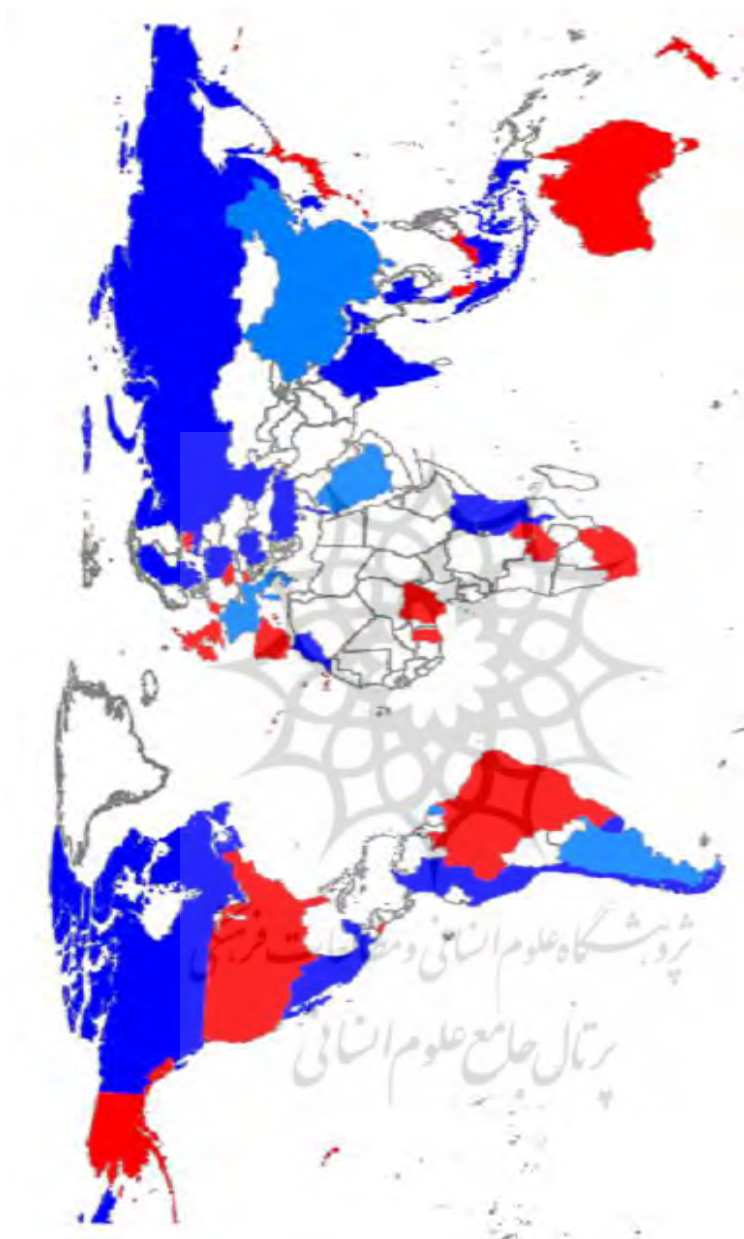 پژوهشگاه علوم انسانی و مطالعات فرهنگی
پرتال جامع علوم انسانی